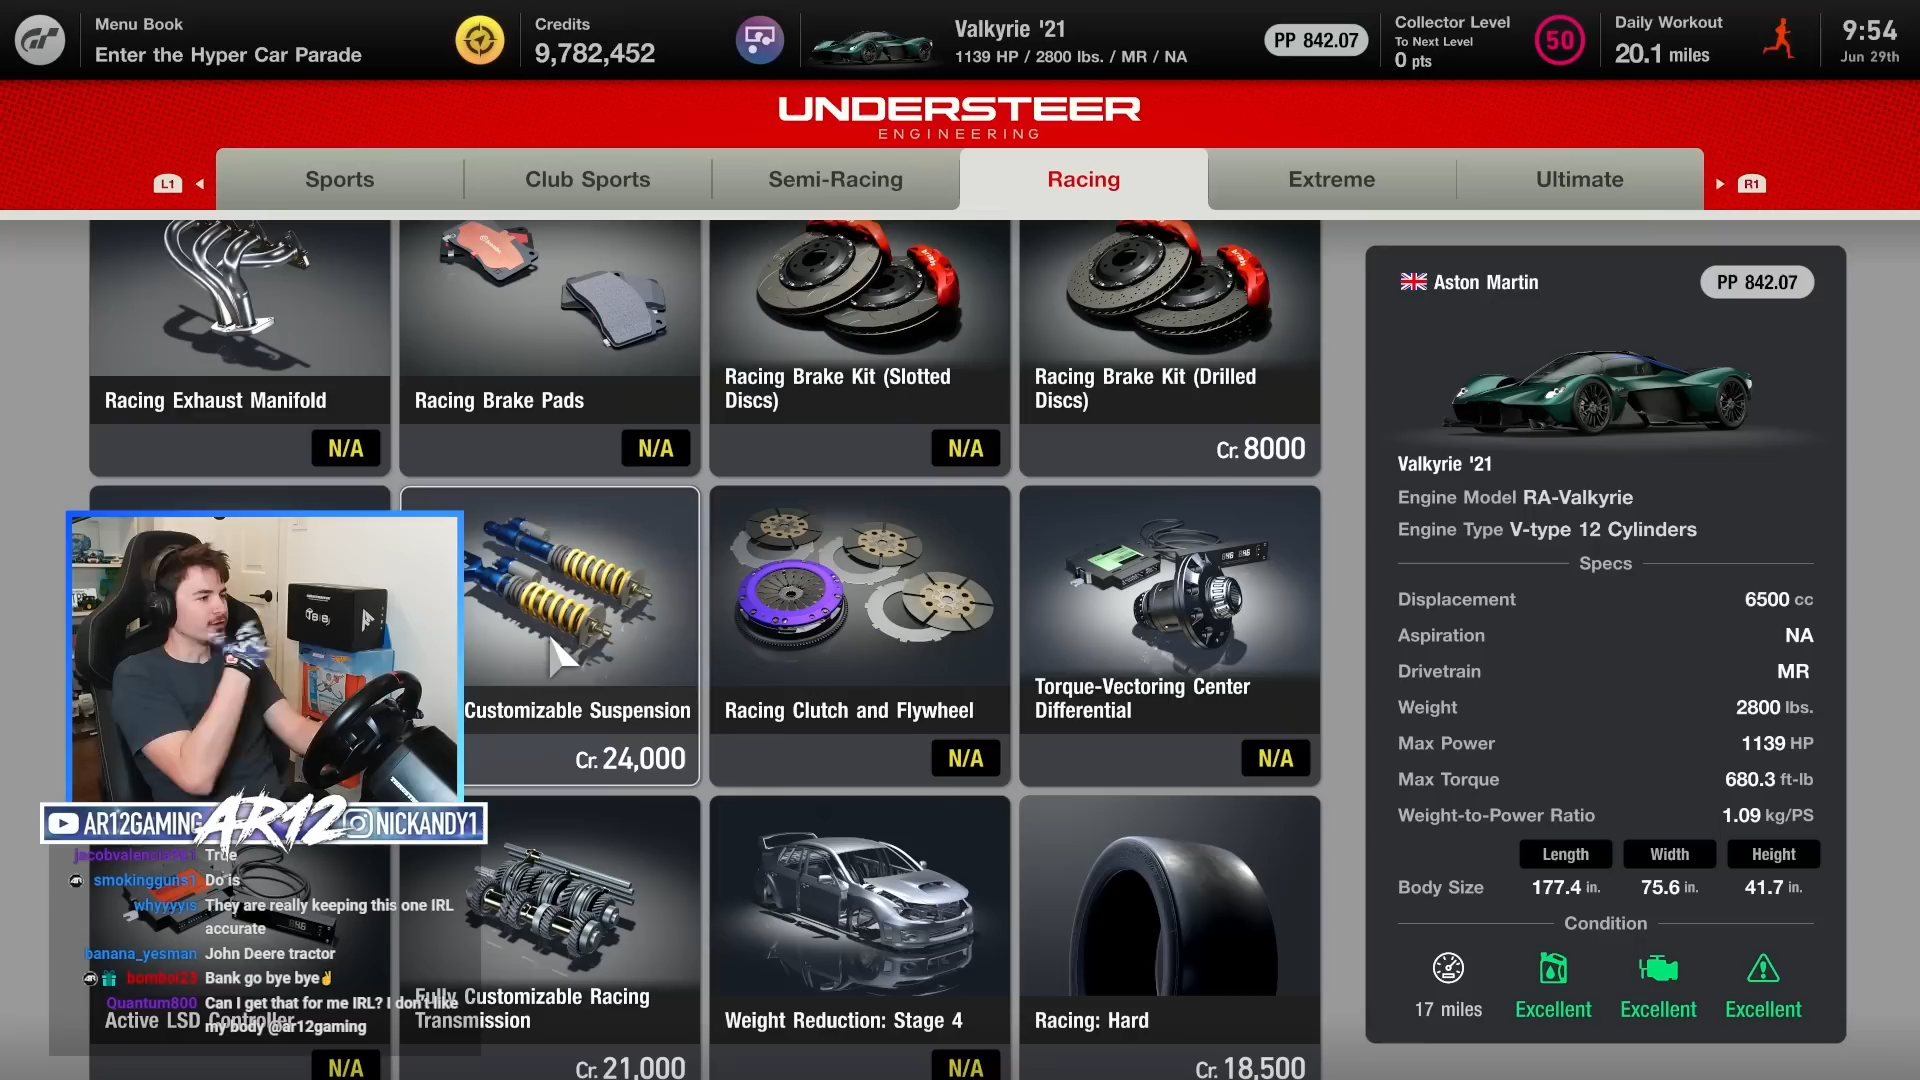 Menu Book
Enter the Hyper Car Parade
Credits
9,782,452
Valkyrie '21
1139 HP / 2800 lbs. / MR / NA
PP 842.07
Collector Level
To Next Level
0 pts
50
Daily Workout
20.1 miles
9:54
Jun 29th
UNDERSTEER
ENGINEERING
L1
Sports
Club Sports
Semi-Racing
Racing
Extreme
Ultimate
R1
Racing Exhaust Manifold
N/A
Racing Brake Pads
N/A
Racing Brake Kit (Slotted
Discs)
N/A
Racing Brake Kit (Drilled
Discs)
Cr. 8000
Customizable Suspension
Cr. 24,000
Racing Clutch and Flywheel
N/A
Torque-Vectoring Center
Differential
N/A
AR12GAMING
AR12
NICKANDY1
True
smokingguns1 Do is
whyyyyis They are really keeping this one IRL
accurate
banana_yesman John Deere tractor
Bank go bye bye✌
Quantum800 Can I get that for me IRL? I don't like
my body @ar12gaming
Active LSD Controller
N/A
Fully Customizable Racing
Transmission
Cr. 21,000
Weight Reduction: Stage 4
N/A
Racing: Hard
Cr. 18,500
Aston Martin
PP 842.07
Valkyrie '21
Engine Model RA-Valkyrie
Engine Type V-type 12 Cylinders
Specs
Displacement 6500 cc
Aspiration NA
Drivetrain MR
Weight 2800 lbs.
Max Power 1139 HP
Max Torque 680.3 ft-lb
Weight-to-Power Ratio 1.09 kg/PS
Length Width Height
Body Size 177.4 in. 75.6 in. 41.7 in.
Condition
17 miles Excellent Excellent Excellent